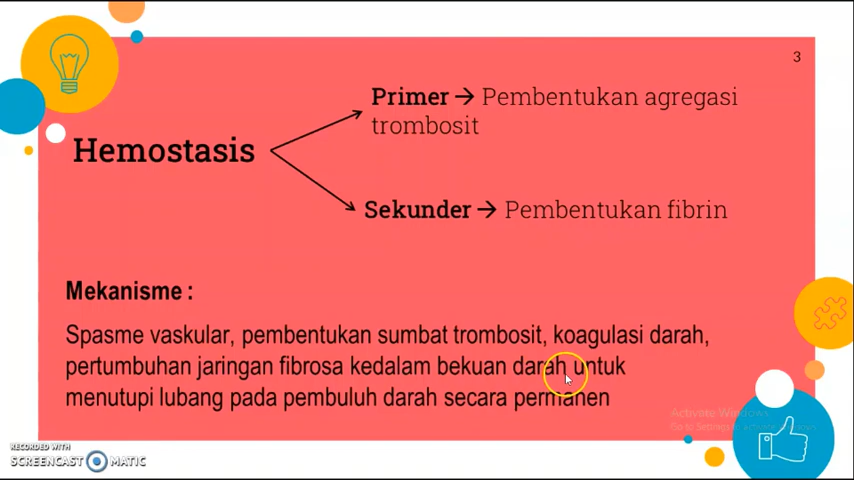 3
Primer → Pembentukan agregasi
trombosit
Hemostasis
Sekunder → Pembentukan fibrin
Mekanisme :
Spasme vaskular, pembentukan sumbat trombosit, koagulasi darah,
pertumbuhan jaringan fibrosa kedalam bekuan darah untuk
menutupi lubang pada pembuluh darah secara permanen
Activate Windows
Go to Settings to Activate Windows
RECORDED WITH
SCREENCAST MATIC